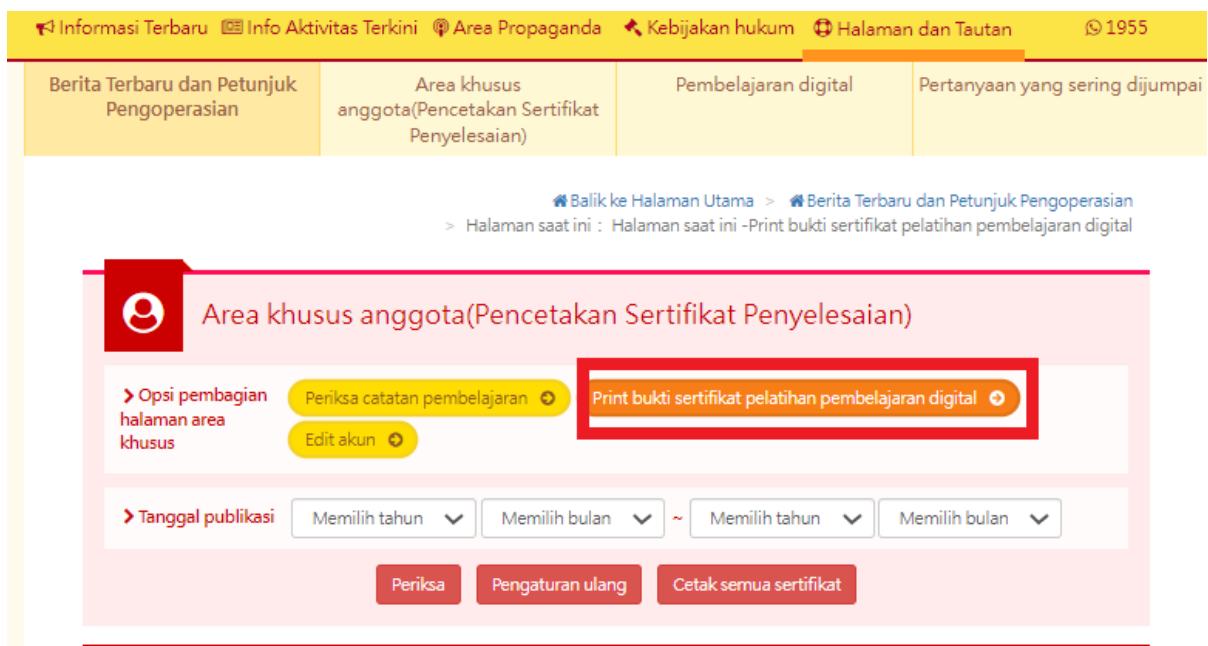 Informasi Terbaru Info Aktivitas Terkini Area Propaganda Kebijakan hukum Halaman dan Tautan 1955
Berita Terbaru dan Petunjuk Pengoperasian
Area khusus anggota(Pencetakan Sertifikat Penyelesaian)
Pembelajaran digital
Pertanyaan yang sering dijumpai
Balik ke Halaman Utama > Berita Terbaru dan Petunjuk Pengoperasian
> Halaman saat ini : Halaman saat ini -Print bukti sertifikat pelatihan pembelajaran digital
Area khusus anggota(Pencetakan Sertifikat Penyelesaian)
Opsi pembagian
halaman area
khusus
Periksa catatan pembelajaran
Print bukti sertifikat pelatihan pembelajaran digital
Edit akun
Tanggal publikasi Memilih tahun Memilih bulan ~ Memilih tahun Memilih bulan
Periksa Pengaturan ulang Cetak semua sertifikat